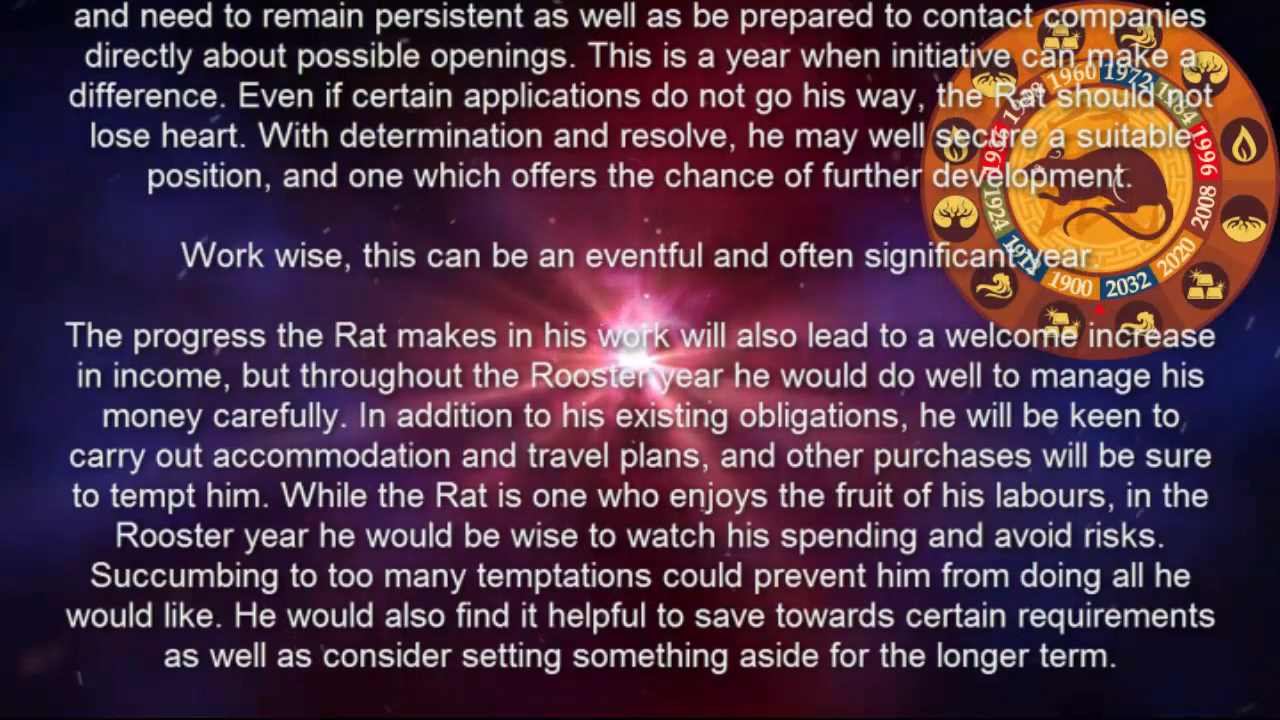 and need to remain persistent as well as be prepared to contact companies
directly about possible openings. This is a year when initiative can make a
difference. Even if certain applications do not go his way, the Rat should not
lose heart. With determination and resolve, he may well secure a suitable
position, and one which offers the chance of further development.
Work wise, this can be an eventful and often significant year.
The progress the Rat makes in his work will also lead to a welcome increase
in income, but throughout the Rooster year he would do well to manage his
money carefully. In addition to his existing obligations, he will be keen to
carry out accommodation and travel plans, and other purchases will be sure
to tempt him. While the Rat is one who enjoys the fruit of his labours, in the
Rooster year he would be wise to watch his spending and avoid risks.
Succumbing to too many temptations could prevent him from doing all he
would like. He would also find it helpful to save towards certain requirements
as well as consider setting something aside for the longer term.
1960
1972
1984
1996
2008
2020
2032
1900
1912
1924
1936